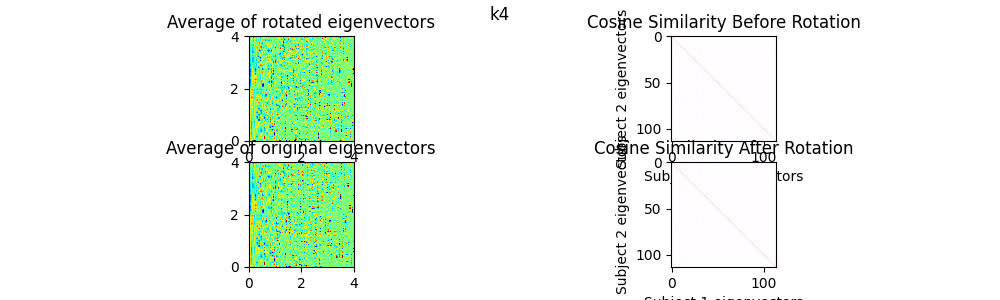 k4
Average of rotated eigenvectors
4
2
0
0 2 4
Average of original eigenvectors
4
2
0
0 2 4
Cosine Similarity Before Rotation
Subject 2 eigenvectors
0
50
100
0 100
Cosine Similarity After Rotation
Subject 2 eigenvectors
0
50
100
0 100
Subject 1 eigenvectors